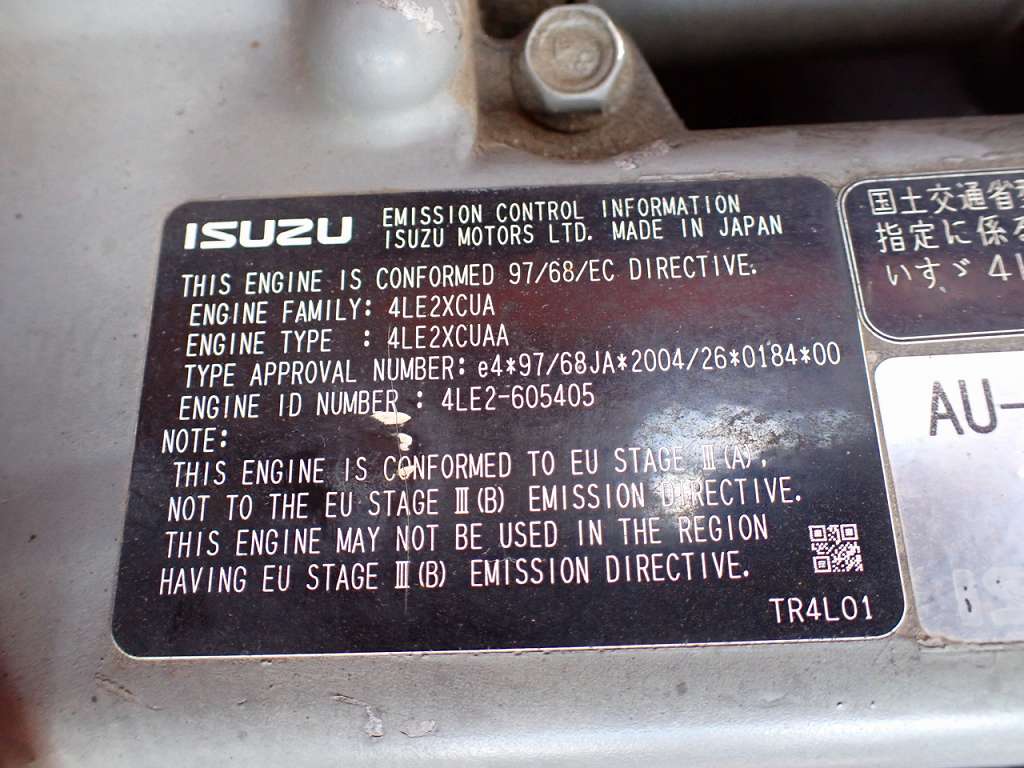 ISUZU
EMISSION CONTROL INFORMATION
ISUZU MOTORS LTD. MADE IN JAPAN
THIS ENGINE IS CONFORMED 97/68/EC DIRECTIVE.
ENGINE FAMILY: 4LE2XCUA
ENGINE TYPE : 4LE2XCUAA
TYPE APPROVAL NUMBER: e4*97/68JA*2004/26*0184*00
ENGINE ID NUMBER : 4LE2-605405
NOTE:
THIS ENGINE IS CONFORMED TO EU STAGE Ⅲ(A),
NOT TO THE EU STAGE Ⅲ(B) EMISSION DIRECTIVE.
THIS ENGINE MAY NOT BE USED IN THE REGION
HAVING EU STAGE Ⅲ(B) EMISSION DIRECTIVE.
TR4L01
国土交通省
指定に係る
いすゞ 4L
AU-